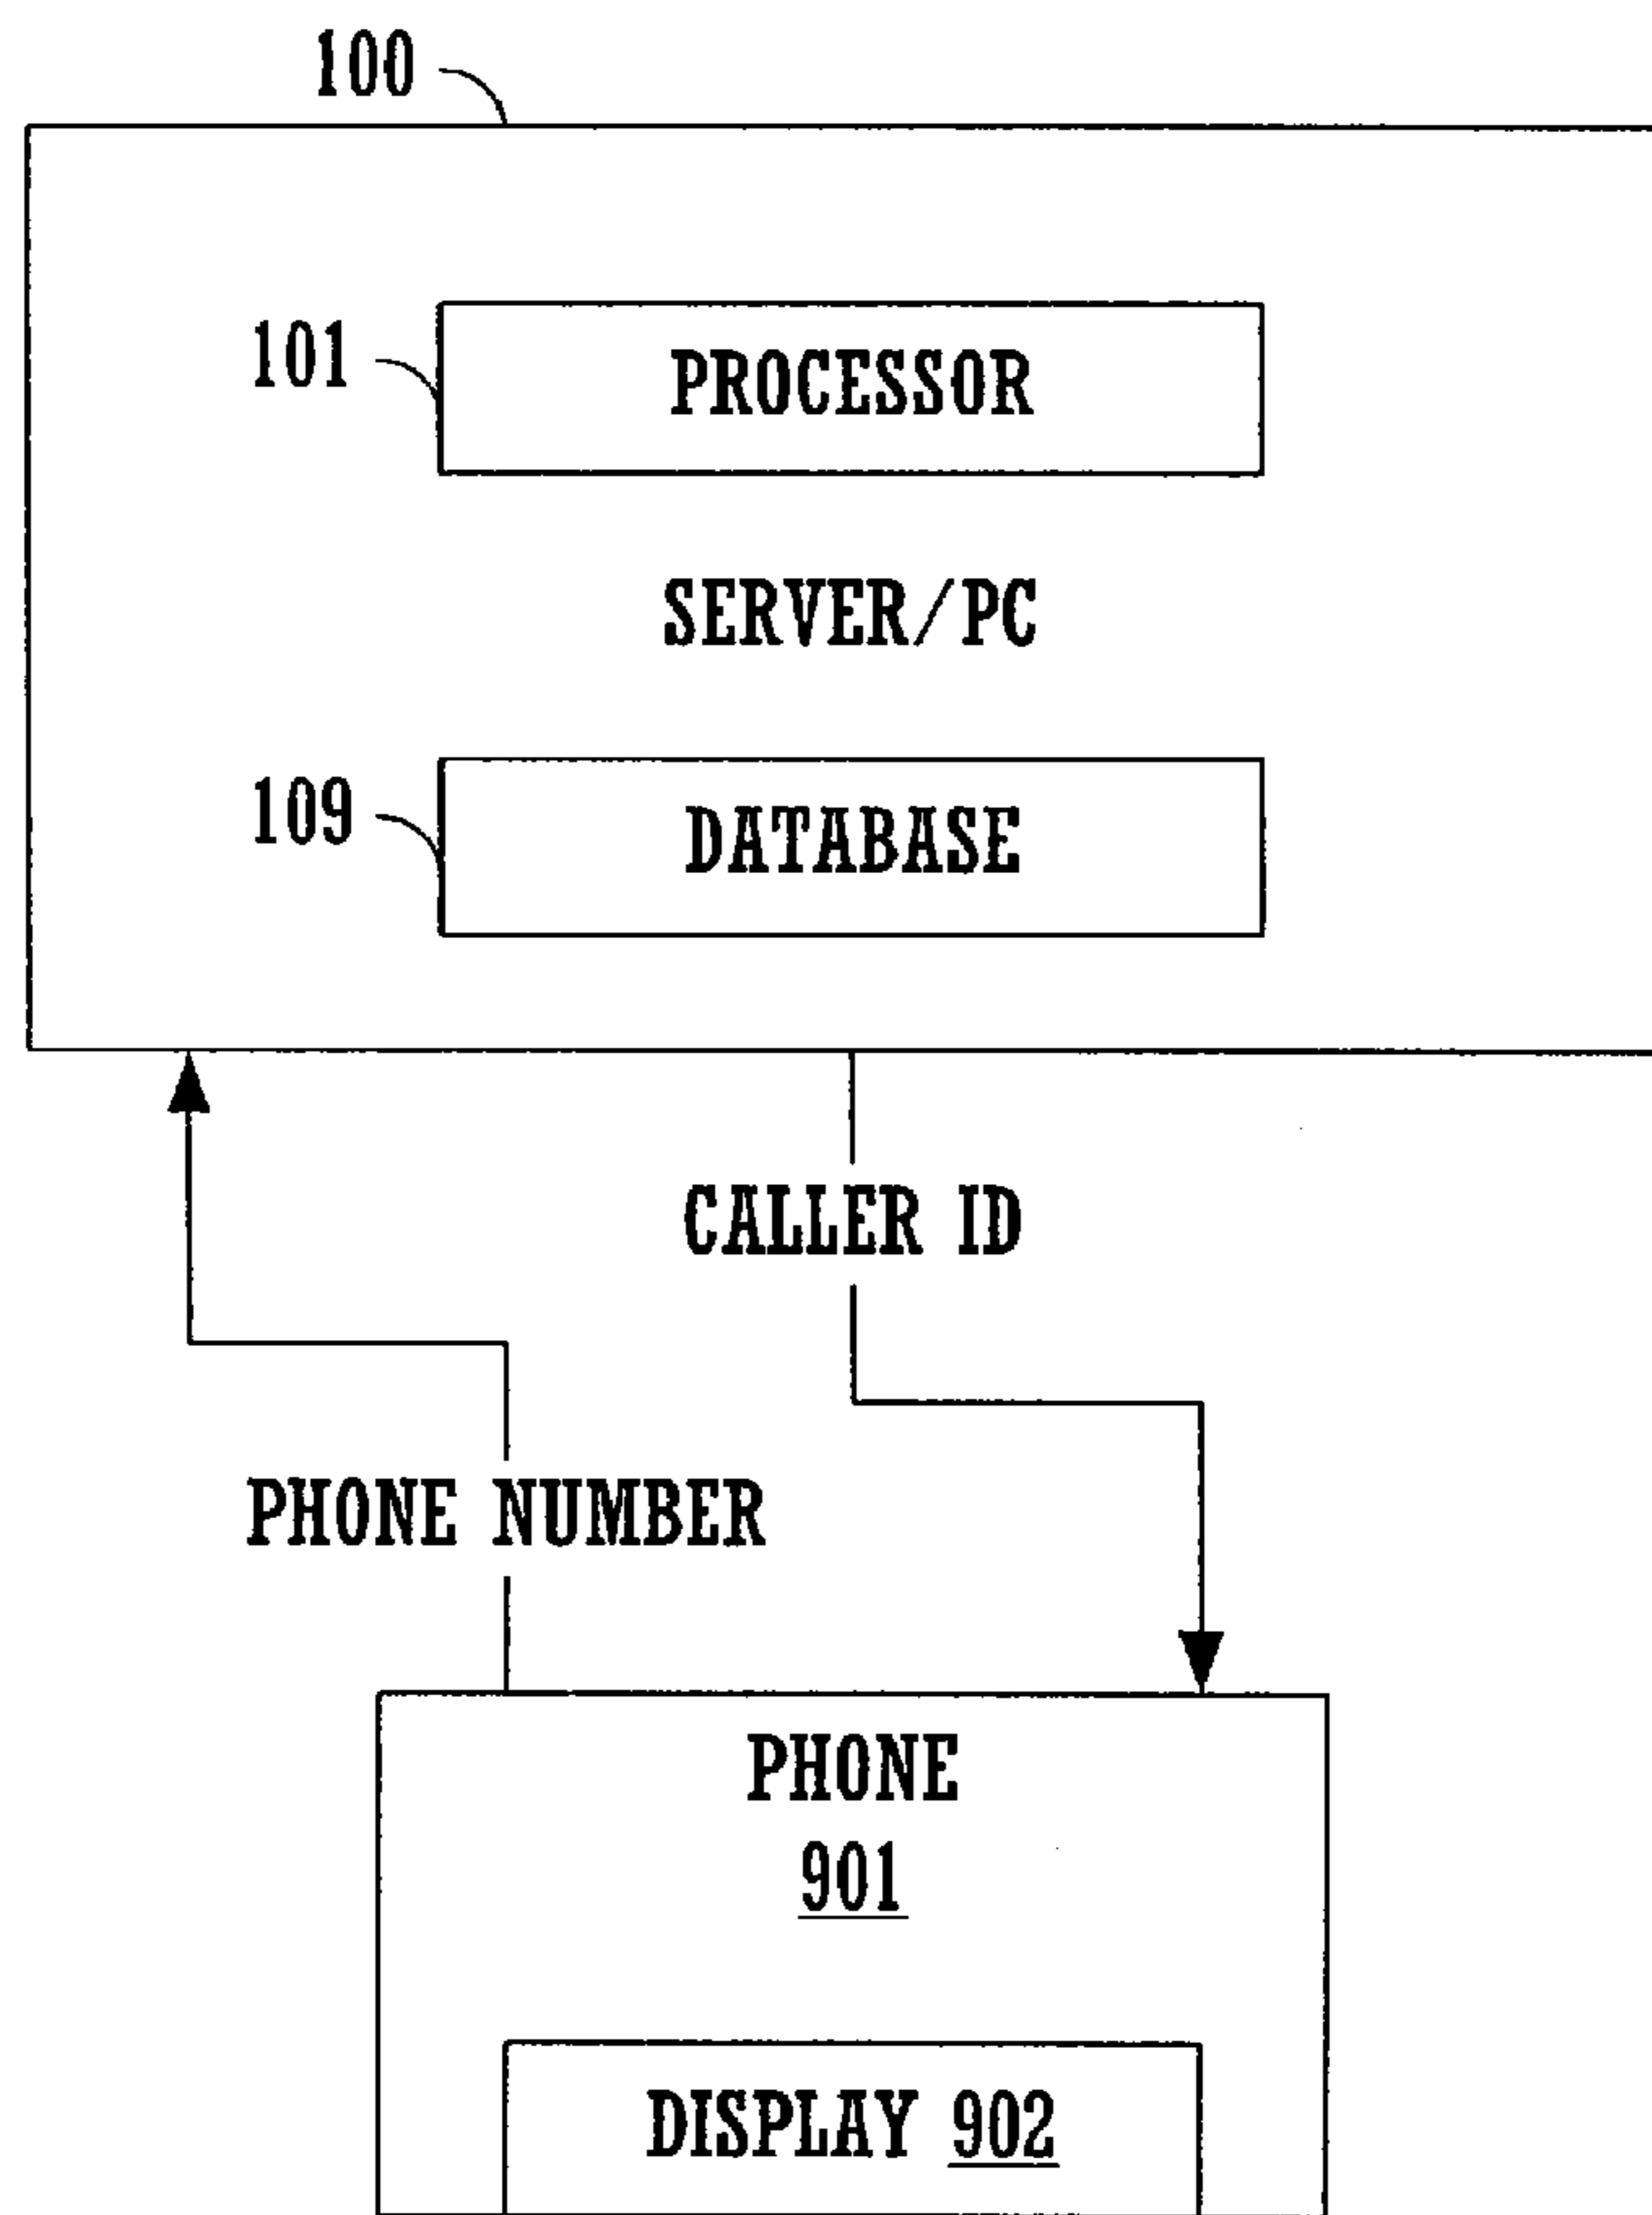 100
101
PROCESSOR
SERVER/PC
109
DATABASE
CALLER ID
PHONE NUMBER
PHONE
901
DISPLAY 902